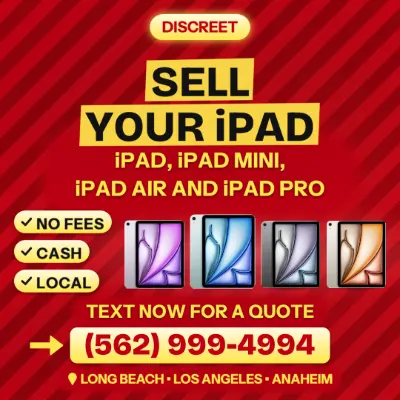 DISCREET
SELL
YOUR iPAD
iPAD, iPAD MINI,
iPAD AIR AND iPAD PRO
✓ NO FEES
✓ CASH
✓ LOCAL
TEXT NOW FOR A QUOTE
→ (562) 999-4994
LONG BEACH • LOS ANGELES • ANAHEIM